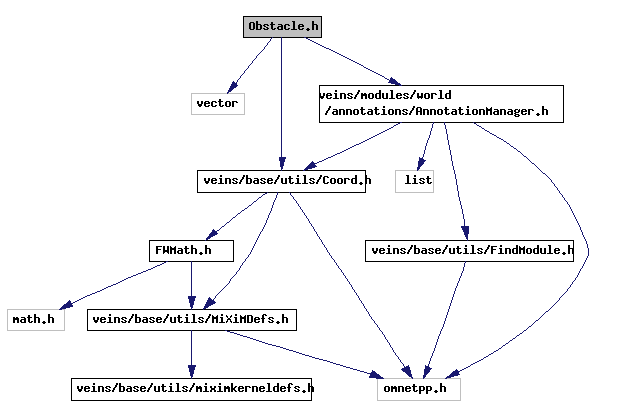 Obstacle.h
vector
veins/modules/world
/annotations/AnnotationManager.h
veins/base/utils/Coord.h
list
FWMath.h
veins/base/utils/FindModule.h
math.h
veins/base/utils/MiXiMDefs.h
veins/base/utils/miximkerneldefs.h
omnetpp.h